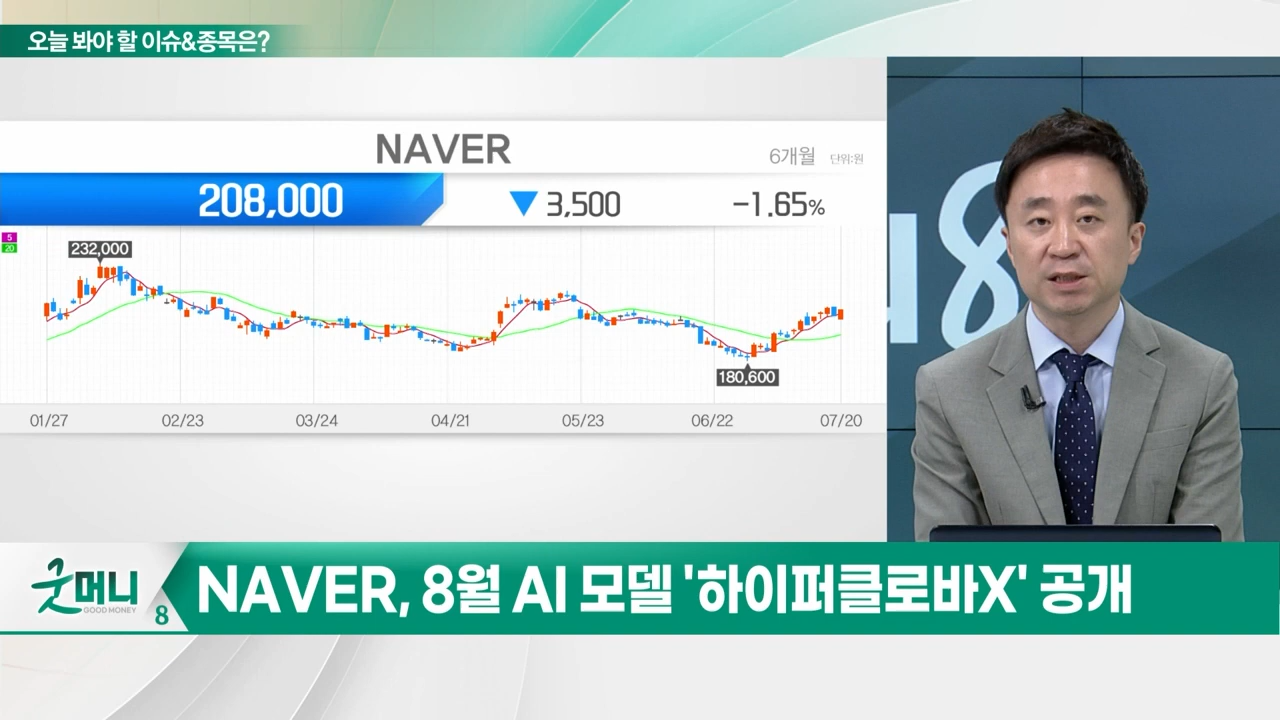 오늘 봐야 할 이슈&종목은?
NAVER
6개월 단위:원
208,000 ▼ 3,500 -1.65%
5
20
232,000
180,600
01/27 02/23 03/24 04/21 05/23 06/22 07/20
8
굿머니
GOOD MONEY
8
NAVER, 8월 AI 모델 '하이퍼클로바X' 공개